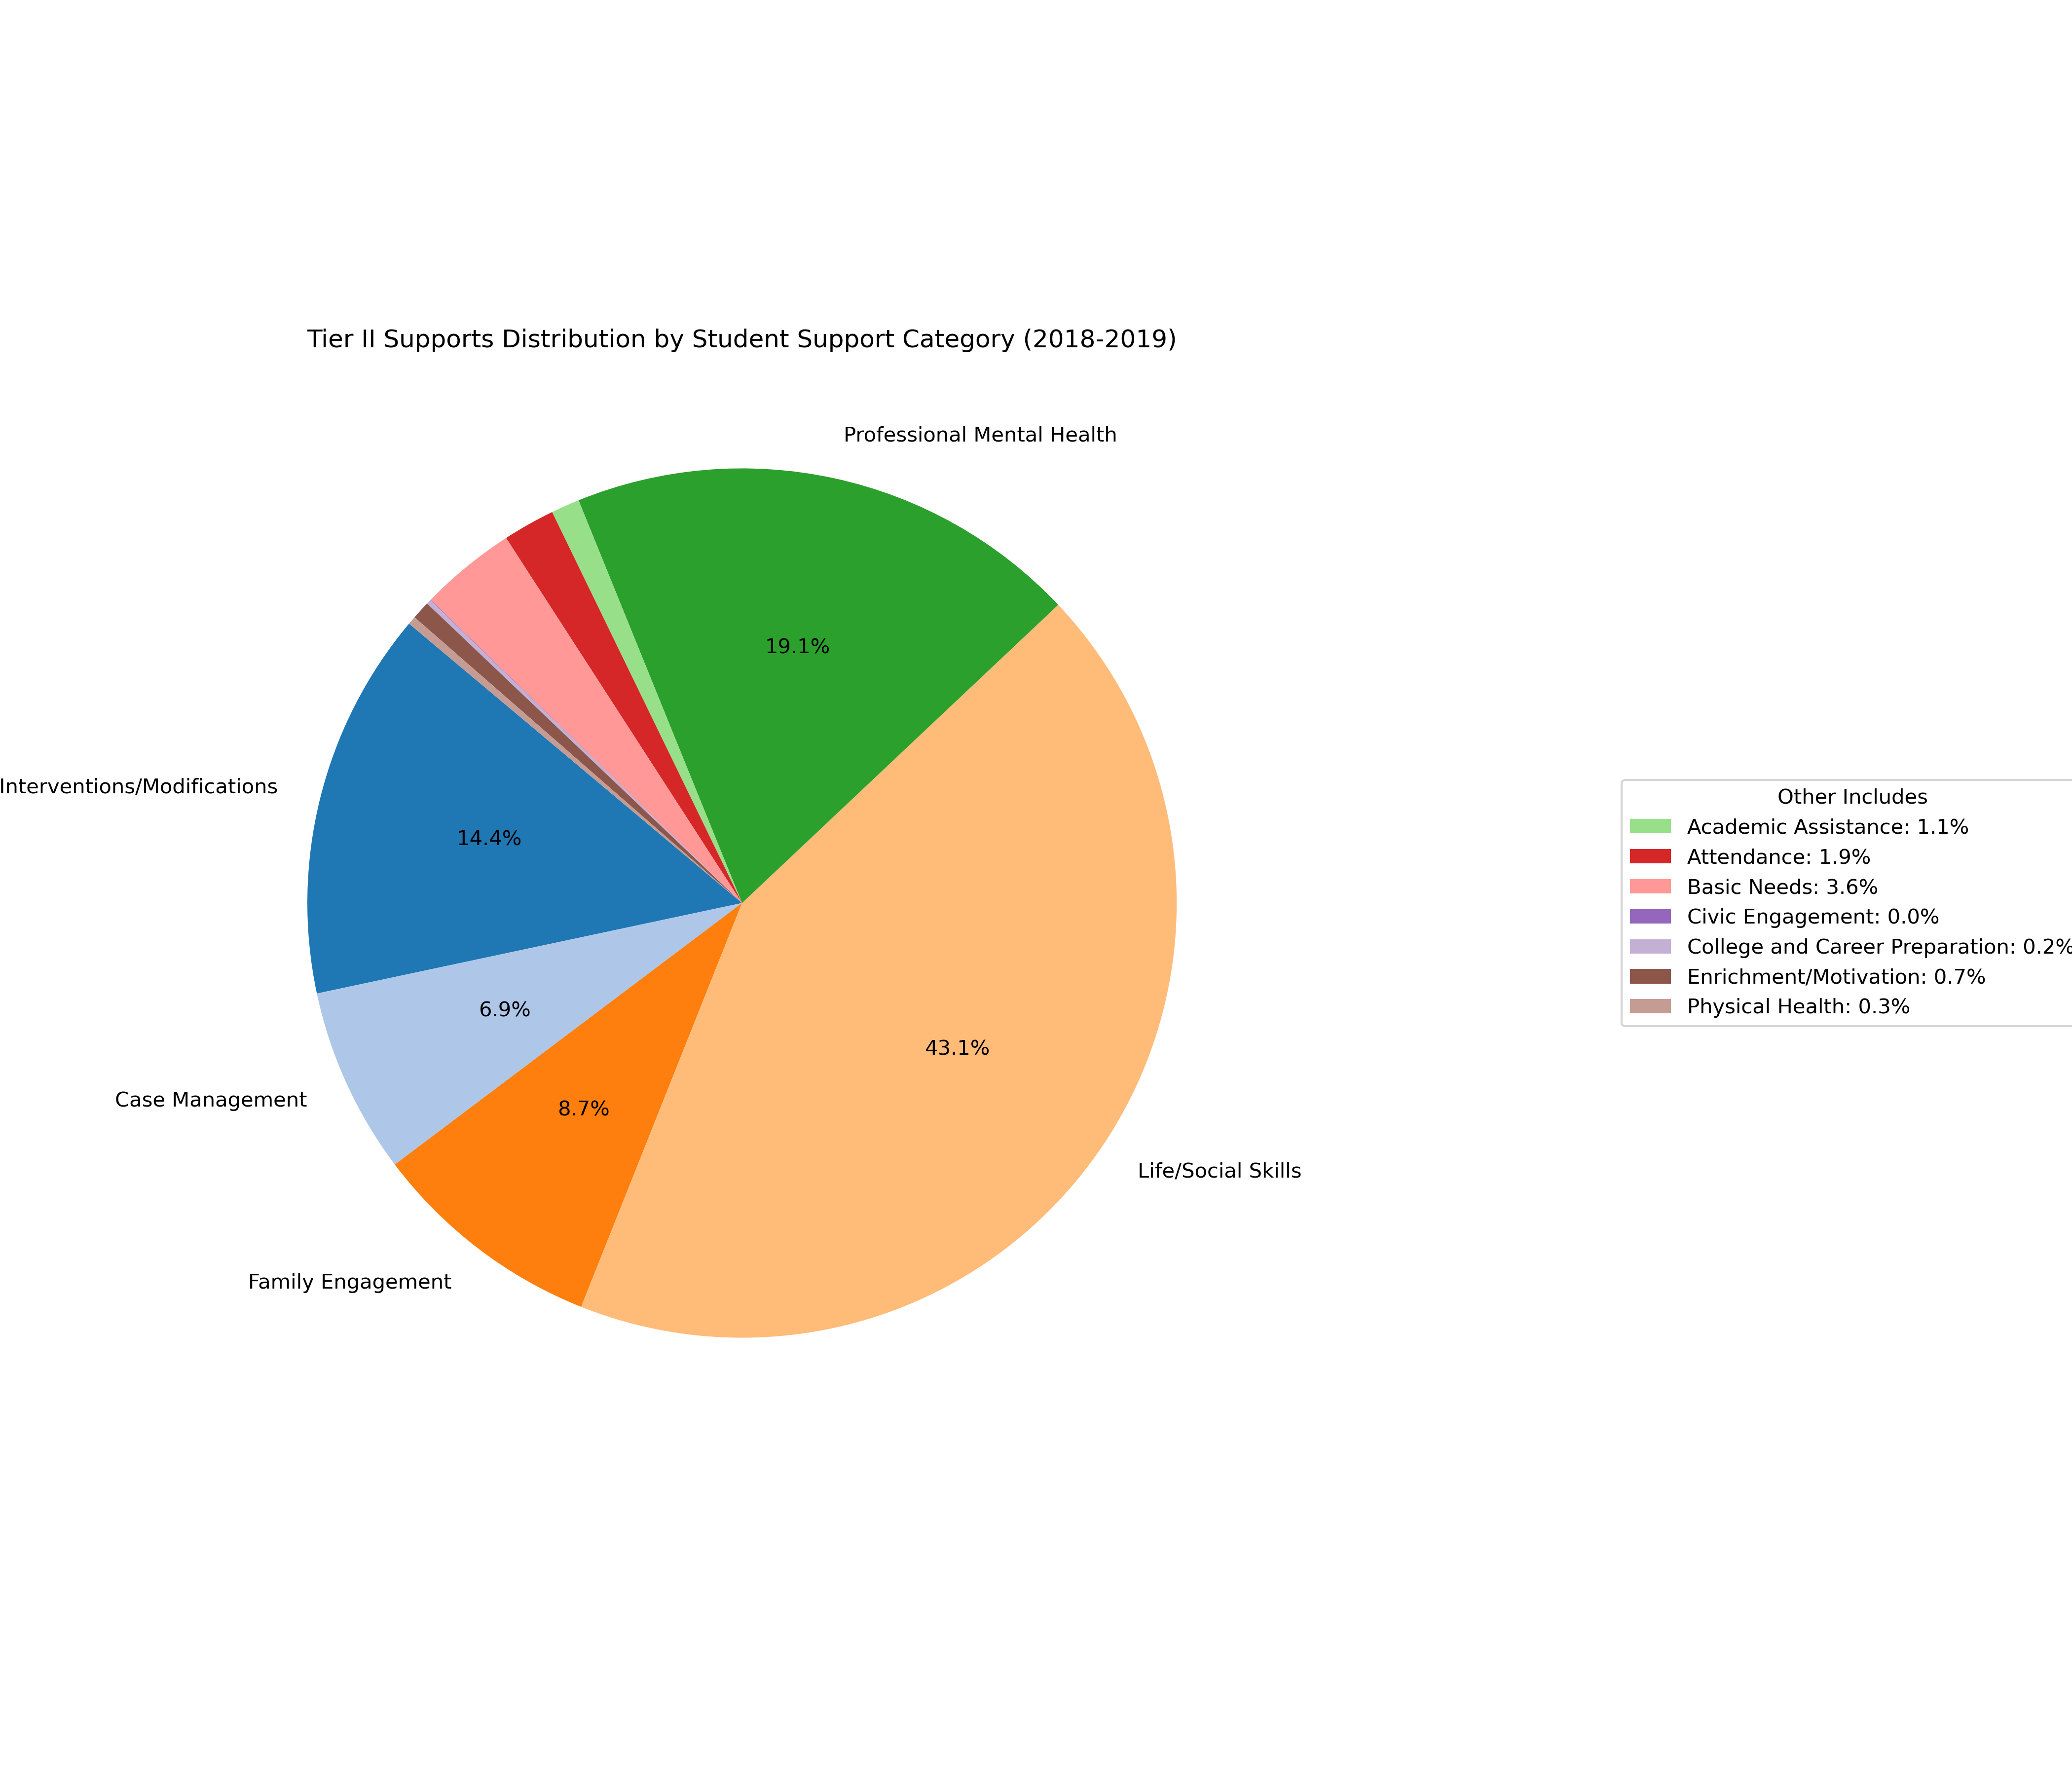 Tier II Supports Distribution by Student Support Category (2018-2019)
Professional Mental Health
19.1%
Interventions/Modifications
14.4%
6.9%
Case Management
8.7%
Family Engagement
43.1%
Life/Social Skills
Other Includes
Academic Assistance: 1.1%
Attendance: 1.9%
Basic Needs: 3.6%
Civic Engagement: 0.0%
College and Career Preparation: 0.2%
Enrichment/Motivation: 0.7%
Physical Health: 0.3%